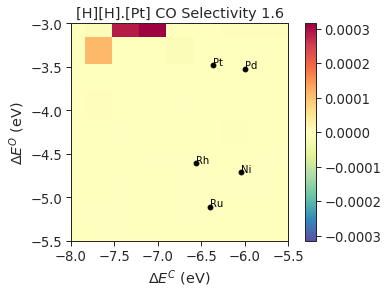 [H][H].[Pt] CO Selectivity 1.6
−3.0
−3.5
−4.0
−4.5
−5.0
−5.5
ΔE^O (eV)
Pt
Pd
Rh
Ni
Ru
−8.0 −7.5 −7.0 −6.5 −6.0 −5.5
ΔE^C (eV)
0.0003
0.0002
0.0001
0.0000
−0.0001
−0.0002
−0.0003